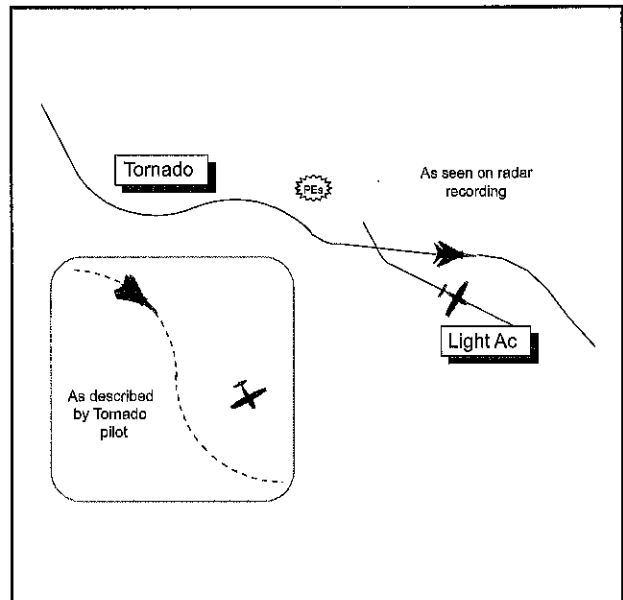 Tornado
PEs
As seen on radar
recording
Light Ac
As described
by Tornado
pilot